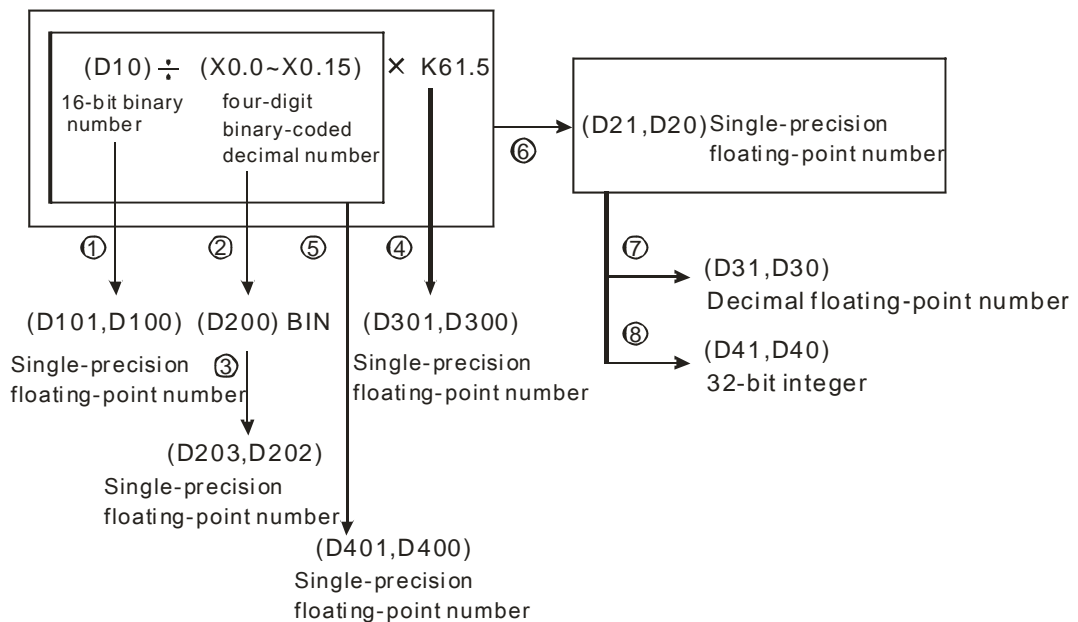 (D10) ÷ (X0.0~X0.15) × K61.5
16-bit binary
number
four-digit
binary-coded
decimal number
(D21,D20) Single-precision
floating-point number
⑥
① ② ⑤ ④
⑦
(D31,D30)
Decimal floating-point number
⑧
(D41,D40)
32-bit integer
(D101,D100) (D200) BIN (D301,D300)
Single-precision
floating-point number
③
Single-precision
floating-point number
(D203,D202)
Single-precision
floating-point number
(D401,D400)
Single-precision
floating-point number